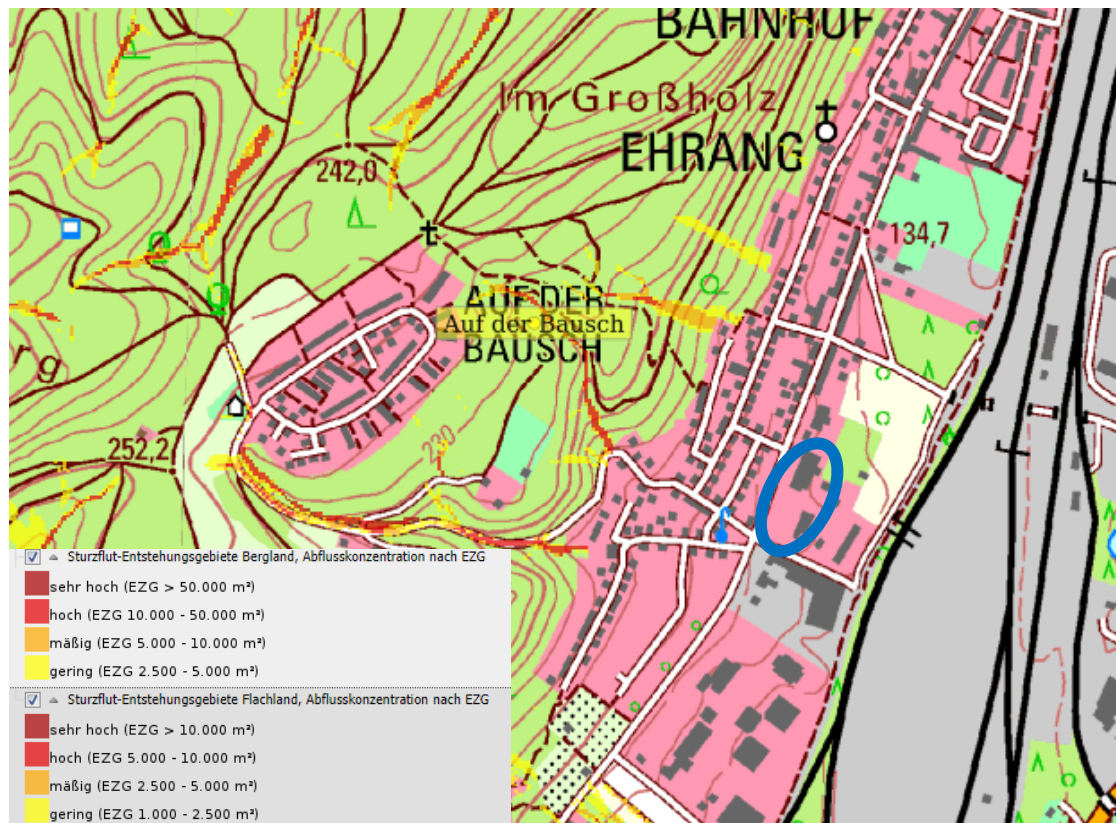 BAHNHOF
Im Großholz
EHRANG
242,0
134,7
AUF DER
Auf der Bausch
BAUSCH
rg
252,2
230
Sturzflut-Entstehungsgebiete Bergland, Abflusskonzentration nach EZG
sehr hoch (EZG > 50.000 m²)
hoch (EZG 10.000 - 50.000 m²)
mäßig (EZG 5.000 - 10.000 m²)
gering (EZG 2.500 - 5.000 m²)
Sturzflut-Entstehungsgebiete Flachland, Abflusskonzentration nach EZG
sehr hoch (EZG > 10.000 m²)
hoch (EZG 5.000 - 10.000 m²)
mäßig (EZG 2.500 - 5.000 m²)
gering (EZG 1.000 - 2.500 m²)